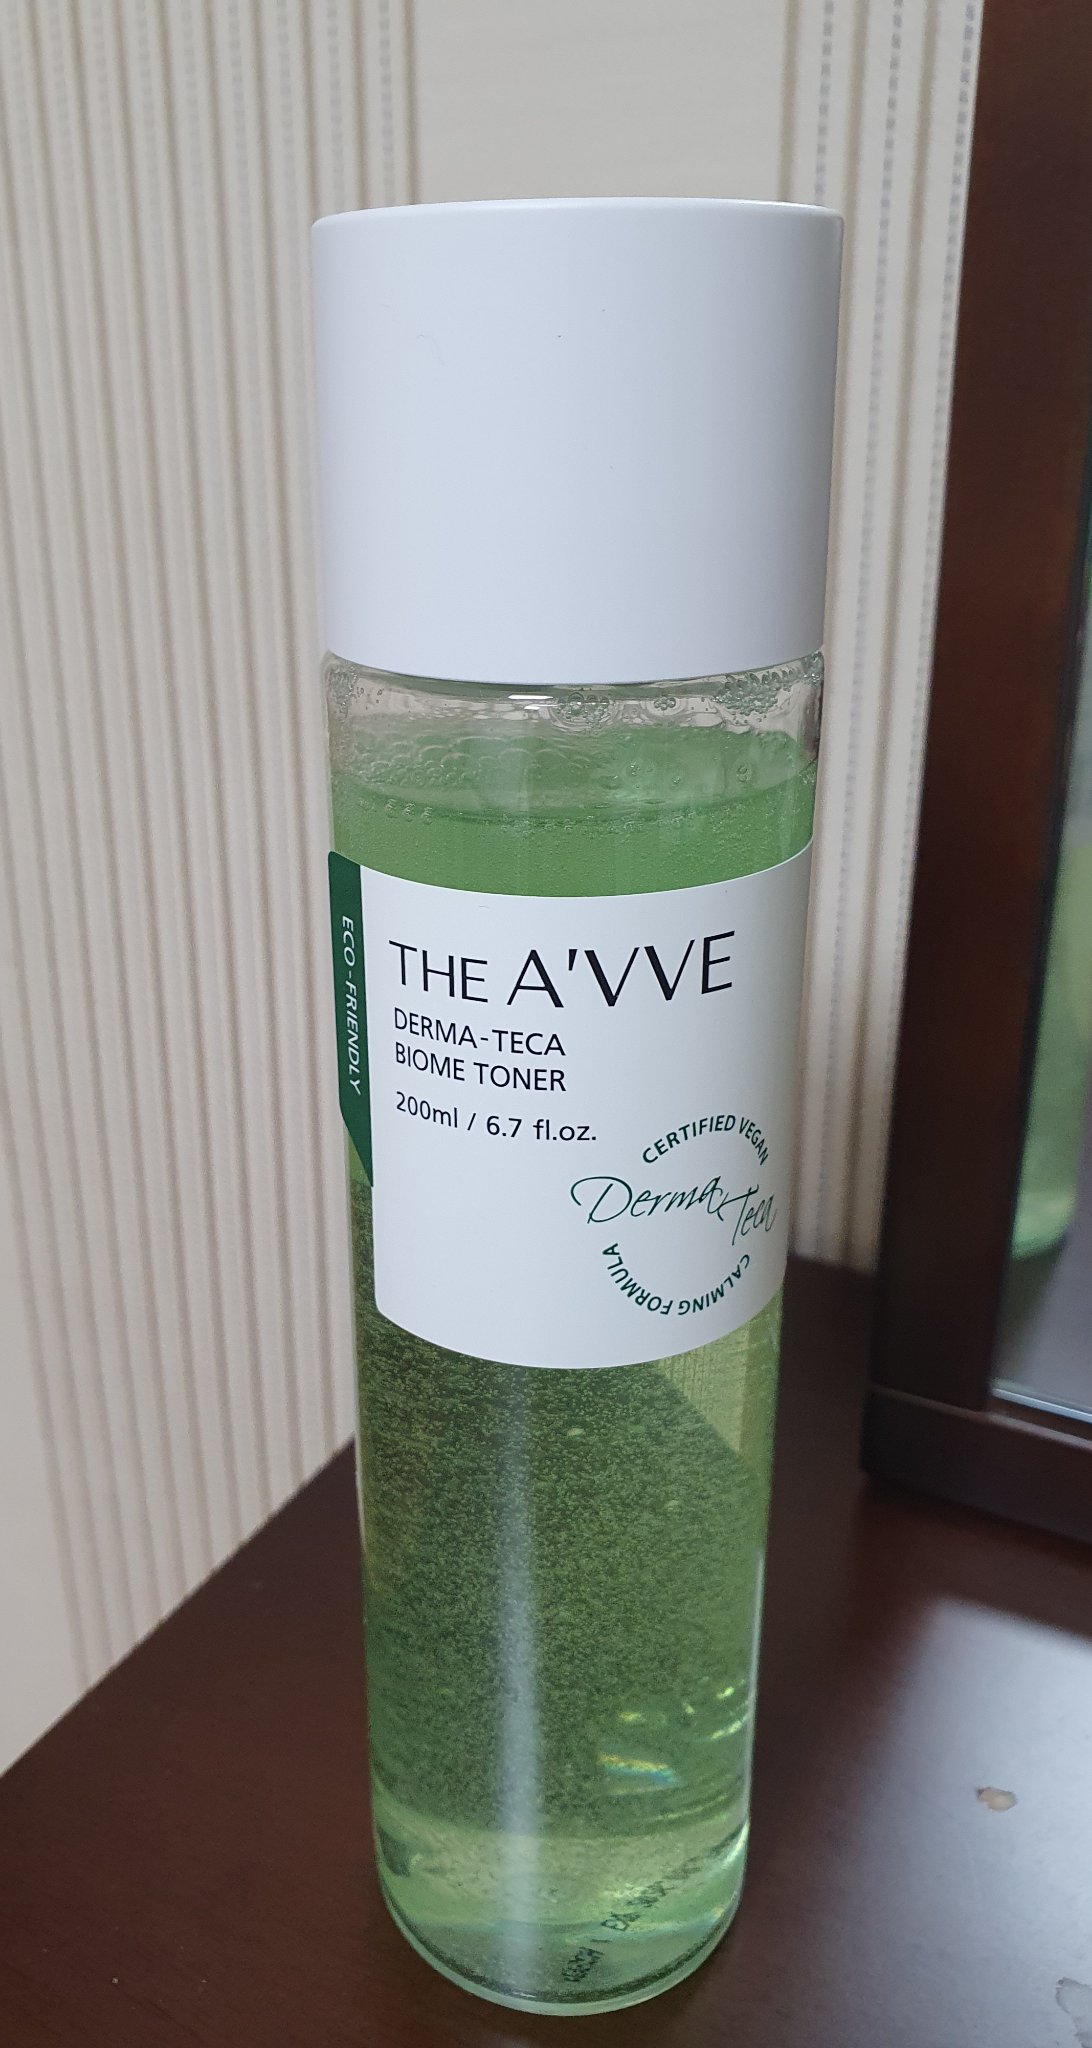 ECO-FRIENDLY
THE A'VVE
DERMA-TECA
BIOME TONER
200ml / 6.7 fl.oz.
CERTIFIED VEGAN
Derma-Teca
CALMING FORMULA